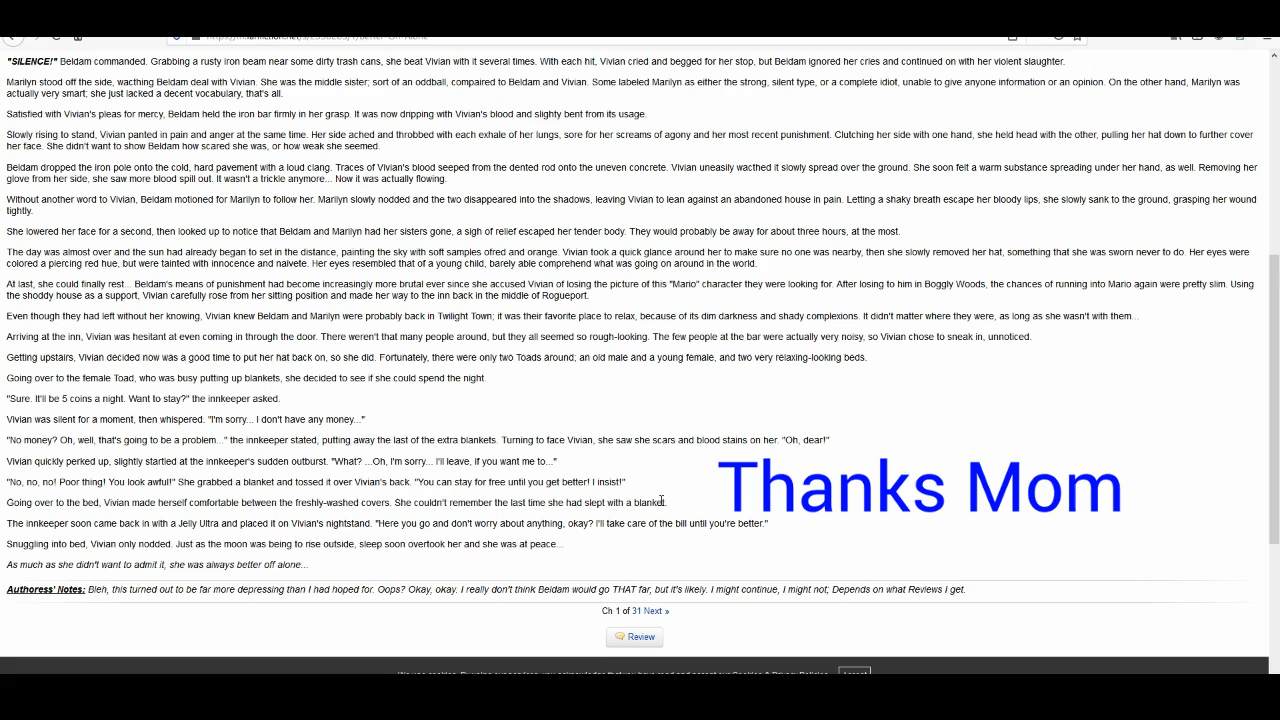 "SILENCE!" Beldam commanded. Grabbing a rusty iron beam near some dirty trash cans, she beat Vivian with it several times. With each hit, Vivian cried and begged for her stop, but Beldam ignored her cries and continued on with her violent slaughter.
Marilyn stood off the side, wacthing Beldam deal with Vivian. She was the middle sister; sort of an oddball, compaired to Beldam and Vivian. Some labeled Marilyn as either the strong, silent type, or a complete idiot, unable to give anyone information or an opinion. On the other hand, Marilyn was
actually very smart; she just lacked a decent vocabulary, that's all.
Satisfied with Vivian's pleas for mercy, Beldam held the iron bar firmly in her grasp. It was now dripping with Vivian's blood and slightly bent from its usage.
Slowly rising to stand, Vivian panted in pain and anger at the same time. Her side ached and throbbed with each exhale of her lungs, sore for her screams of agony and her most recent punishment. Clutching her side with one hand, she held head with the other, pulling her hat down to further cover
her face. She didn't want to show Beldam how scared she was, or how weak she seemed.
Beldam dropped the iron pole onto the cold, hard pavement with a loud clang. Traces of Vivian's blood seeped from the dented rod onto the uneven concrete. Vivian uneasily wacthed it slowly spread over the ground. She soon felt a warm substance spreading under her hand, as well. Removing her
glove from her side, she saw more blood spill out. It wasn't a trickle anymore... Now it was actually flowing.
Without another word to Vivian, Beldam motioned for Marilyn to follow her. Marilyn slowly nodded and the two disappeared into the shadows, leaving Vivian to lean against an abandoned house in pain. Letting a shaky breath escape her bloody lips, she slowly sank to the ground, grasping her wound
tightly.
She lowered her face for a second, then looked up to notice that Beldam and Marilyn had her sisters gone, a sigh of relief escaped her tender body. They would probably be away for about three hours, at the most.
The day was almost over and the sun had already began to set in the distance, painting the sky with soft samples ofred and orange. Vivian took a quick glance around her to make sure no one was nearby, then she slowly removed her hat, something that she was sworn never to do. Her eyes were
colored a piercing red hue, but were tainted with innocence and naivete. Her eyes resembled that of a young child, barely able comprehend what was going on around in the world.
At last, she could finally rest... Beldam's means of punishment had become increasingly more brutal ever since she accused Vivian of losing the picture of this "Mario" character they were looking for. After losing to him in Boggly Woods, the chances of running into Mario again were pretty slim. Using
the shoddy house as a support, Vivian carefully rose from her sitting position and made her way to the inn back in the middle of Rogueport.
Even though they had left without her knowing, Vivian knew Beldam and Marilyn were probably back in Twilight Town; it was their favorite place to relax, because of its dim darkness and shady complexions. It didn't matter where they were, as long as she wasn't with them...
Arriving at the inn, Vivian was hesitant at even coming in through the door. There weren't that many people around, but they all seemed so rough-looking. The few people at the bar were actually very noisy, so Vivian chose to sneak in, unnoticed.
Getting upstairs, Vivian decided now was a good time to put her hat back on, so she did. Fortunately, there were only two Toads around; an old male and a young female, and two very relaxing-looking beds.
Going over to the female Toad, who was busy putting up blankets, she decided to see if she could spend the night.
"Sure. It'll be 5 coins a night. Want to stay?" the innkeeper asked.
Vivian was silent for a moment, then whispered. "I'm sorry... I don't have any money..."
"No money? Oh, well, that's going to be a problem..." the innkeeper stated, putting away the last of the extra blankets. Turning to face Vivian, she saw she scars and blood stains on her. "Oh, dear!"
Vivian quickly perked up, slightly startled at the innkeeper's sudden outburst. "What? ...Oh, I'm sorry... I'll leave, if you want me to..."
"No, no, no! Poor thing! You look awful!" She grabbed a blanket and tossed it over Vivian's back. "You can stay for free until you get better! I insist!"
Going over to the bed, Vivian made herself comfortable between the freshly-washed covers. She couldn't remember the last time she had slept with a blanket.
Thanks Mom
The innkeeper soon came back in with a Jelly Ultra and placed it on Vivian's nightstand. "Here you go and don't worry about anything, okay? I'll take care of the bill until you're better."
Snuggling into bed, Vivian only nodded. Just as the moon was being to rise outside, sleep soon overtook her and she was at peace...
As much as she didn't want to admit it, she was always better off alone...
Authoress' Notes: Bleh, this turned out to be far more depressing than I had hoped for. Oops? Okay, okay. I really don't think Beldam would go THAT far, but it's likely. I might continue, I might not; Depends on what Reviews I get.
Ch 1 of 31 Next »
Review